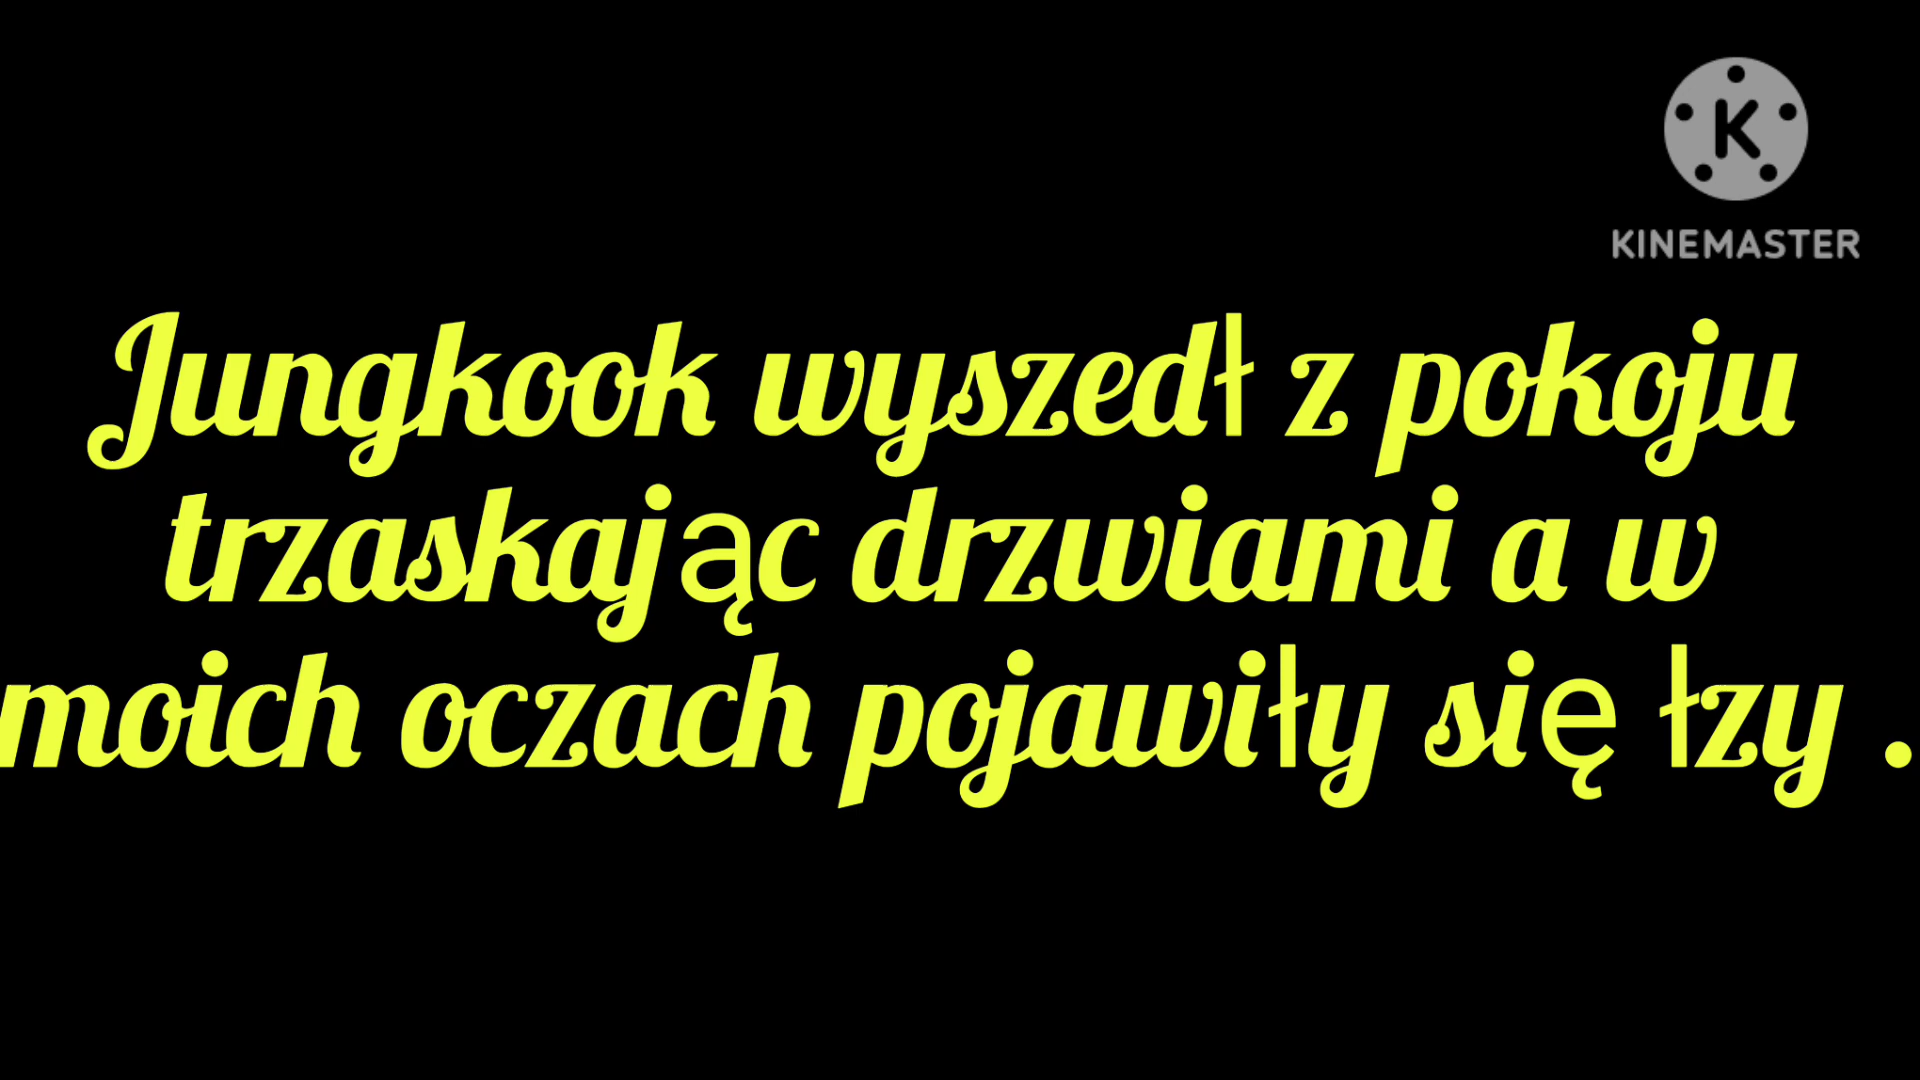 K
KINEMASTER
Jungkook wyszedł z pokoju
trzaskając drzwiami a w
moich oczach pojawiły się łzy .